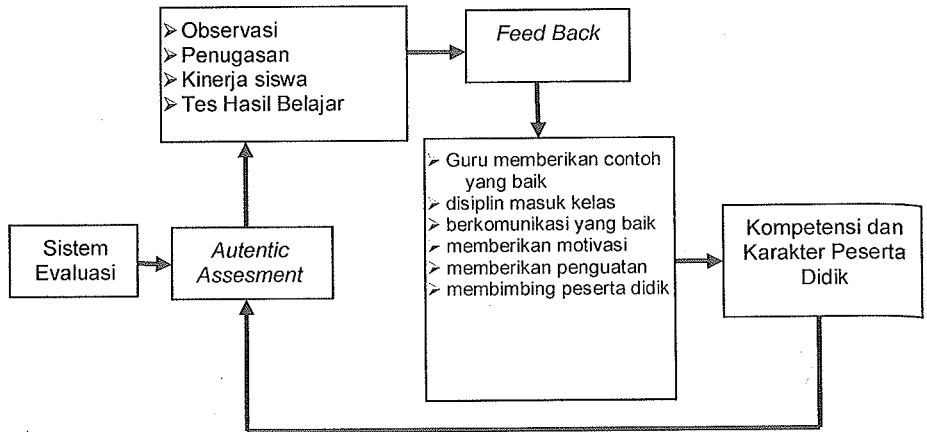 Observasi
Penugasan
Kinerja siswa
Tes Hasil Belajar
Feed Back
Guru memberikan contoh
yang baik
disiplin masuk kelas
berkomunikasi yang baik
memberikan motivasi
memberikan penguatan
membimbing peserta didik
Sistem
Evaluasi
Autentic
Assesment
Kompetensi dan
Karakter Peserta
Didik